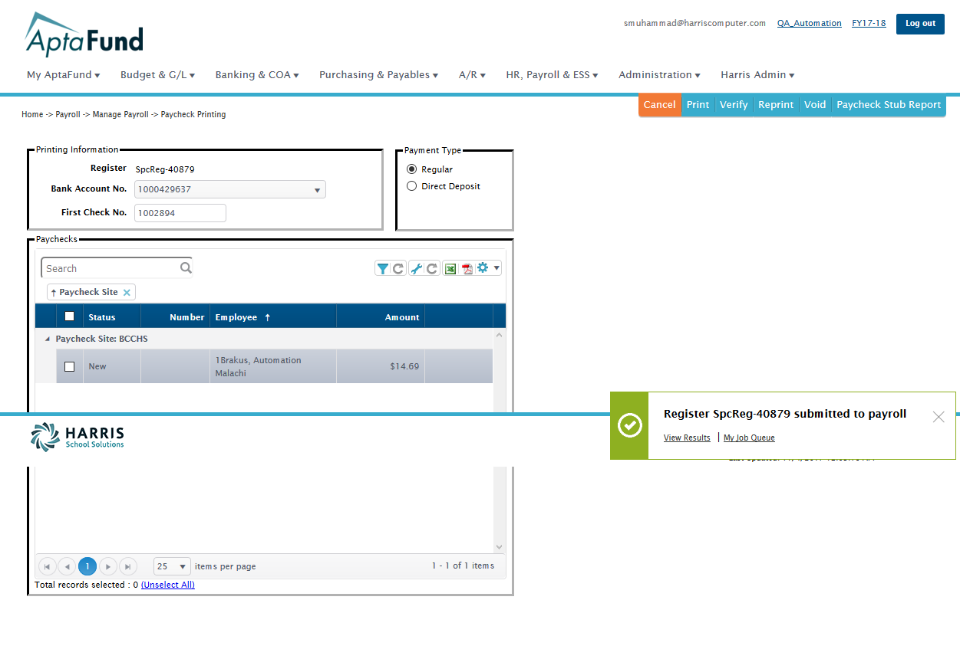 AptaFund
smuhammad@harriscomputer.com QA_Automation FY17-18 Log out
My AptaFund Budget & G/L Banking & COA Purchasing & Payables A/R HR, Payroll & ESS Administration Harris Admin
Cancel Print Verify Reprint Void Paycheck Stub Report
Home -> Payroll -> Manage Payroll -> Paycheck Printing
Printing Information
Register SpcReg-40879
Bank Account No. 1000429637
First Check No. 1002894
Payment Type
Regular
Direct Deposit
Paychecks
Search
↑ Paycheck Site ×
Status Number Employee ↑ Amount
Paycheck Site: BCCHS
New 1Brakus, Automation Malachi $14.69
Register SpcReg-40879 submitted to payroll
View Results | My Job Queue
HARRIS
School Solutions
1 25 items per page 1 - 1 of 1 items
Total records selected : 0 (Unselect All)